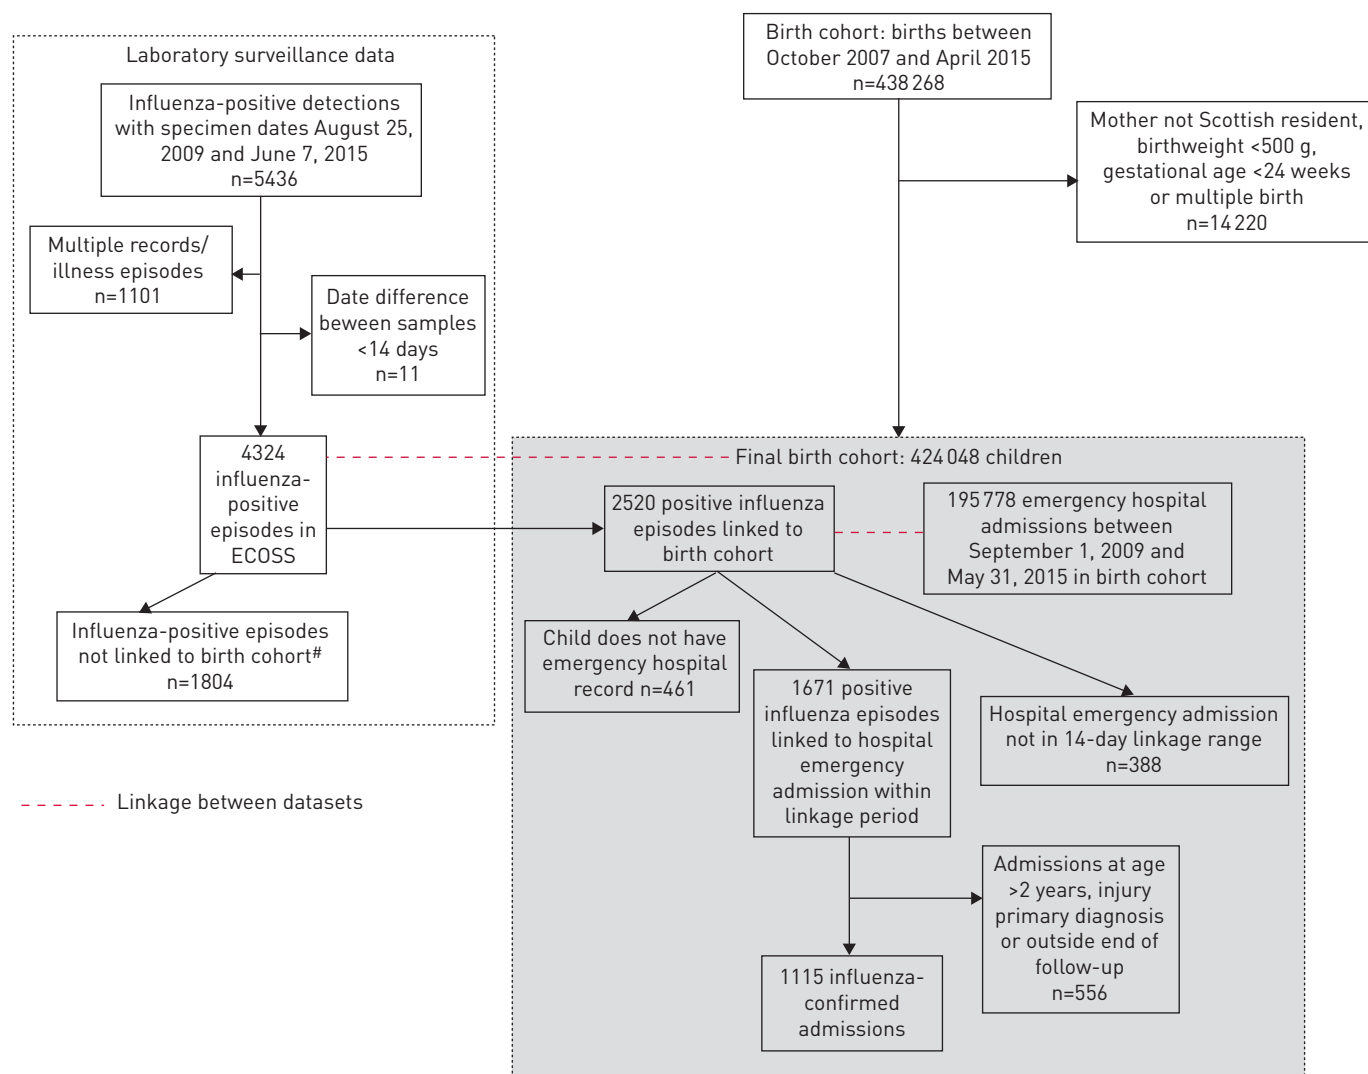 Laboratory surveillance data
Influenza-positive detections
with specimen dates August 25,
2009 and June 7, 2015
n=5436
Multiple records/
illness episodes
n=1101
Date difference
beween samples
<14 days
n=11
4324
influenza-
positive
episodes in
ECOSS
Influenza-positive episodes
not linked to birth cohort#
n=1804
Linkage between datasets
Birth cohort: births between
October 2007 and April 2015
n=438 268
Mother not Scottish resident,
birthweight <500 g,
gestational age <24 weeks
or multiple birth
n=14 220
Final birth cohort: 424 048 children
2520 positive influenza
episodes linked to
birth cohort
195 778 emergency hospital
admissions between
September 1, 2009 and
May 31, 2015 in birth cohort
Child does not have
emergency hospital
record n=461
1671 positive
influenza episodes
linked to hospital
emergency
admission within
linkage period
Hospital emergency admission
not in 14-day linkage range
n=388
Admissions at age
>2 years, injury
primary diagnosis
or outside end of
follow-up
n=556
1115 influenza-
confirmed
admissions